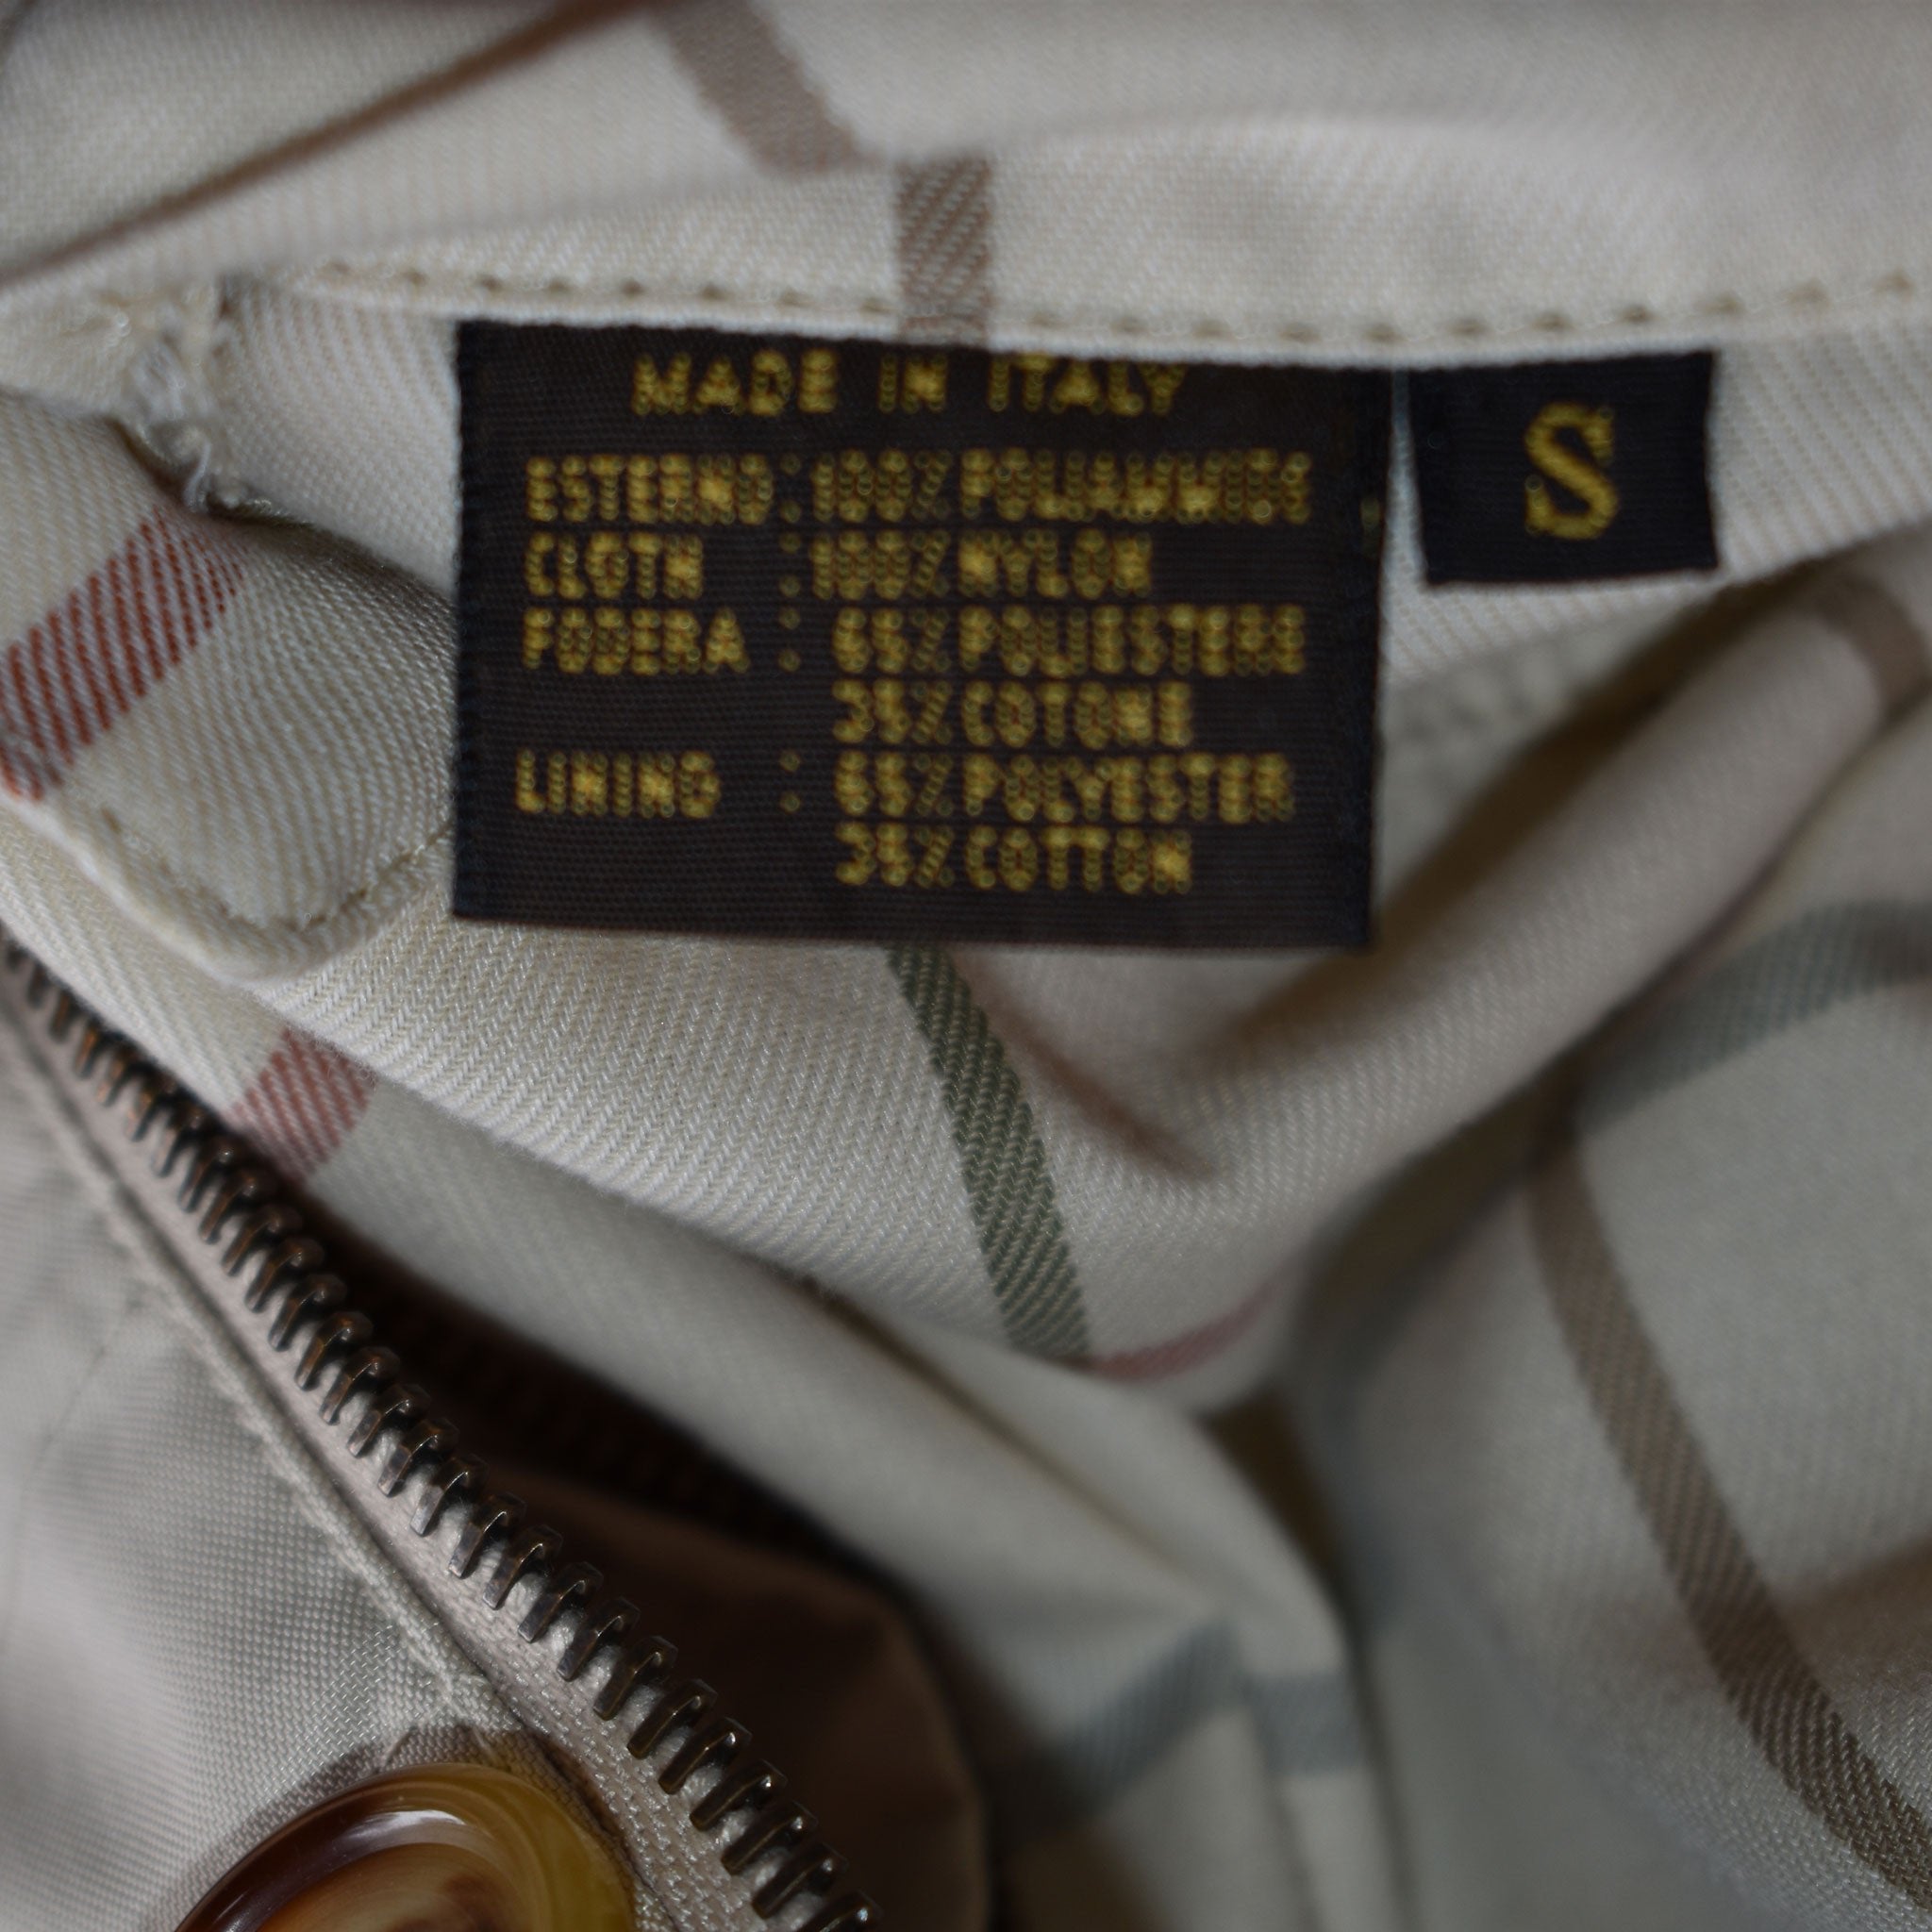 MADE IN ITALY
S
ESTERNO : 100% POLIAMMIDE
CLOTH : 100% NYLON
FODERA : 65% POLIESTERE
35% COTONE
LINING : 65% POLYESTER
35% COTTON